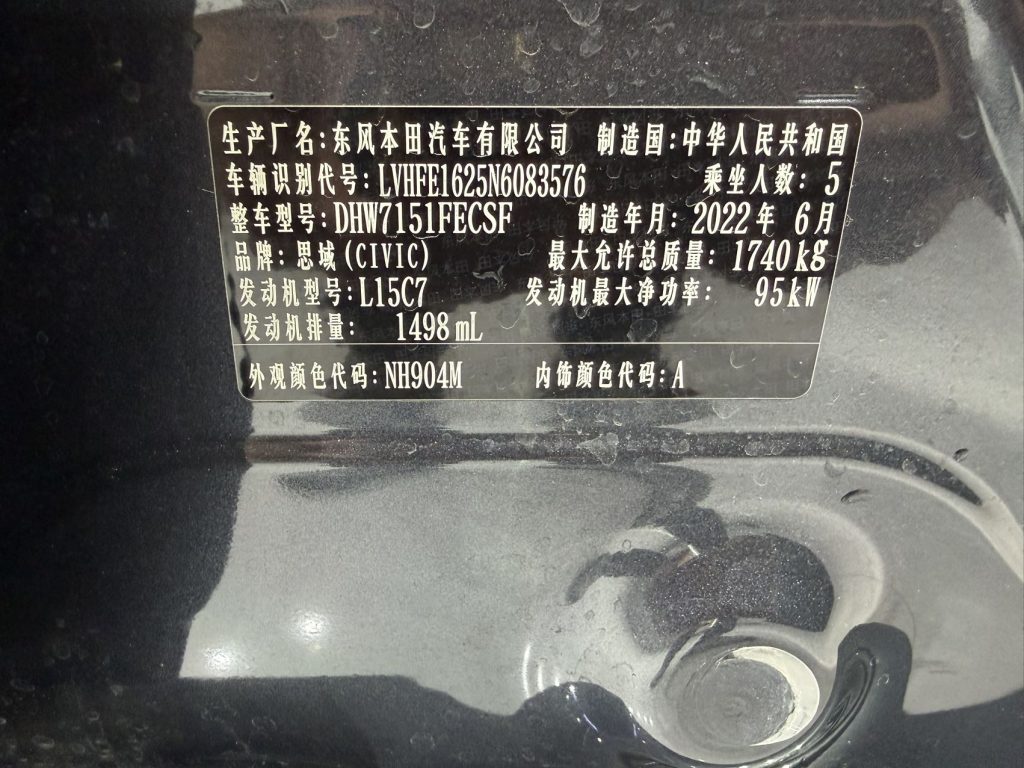 生产厂名:东风本田汽车有限公司 制造国:中华人民共和国
车辆识别代号:LVHFE1625N6083576 乘坐人数: 5
整车型号:DHW7151FECSF 制造年月: 2022年 6月
品牌: 思域(CIVIC) 最大允许总质量: 1740kg
发动机型号:L15C7 发动机最大净功率: 95kW
发动机排量: 1498mL
外观颜色代码:NH904M 内饰颜色代码:A